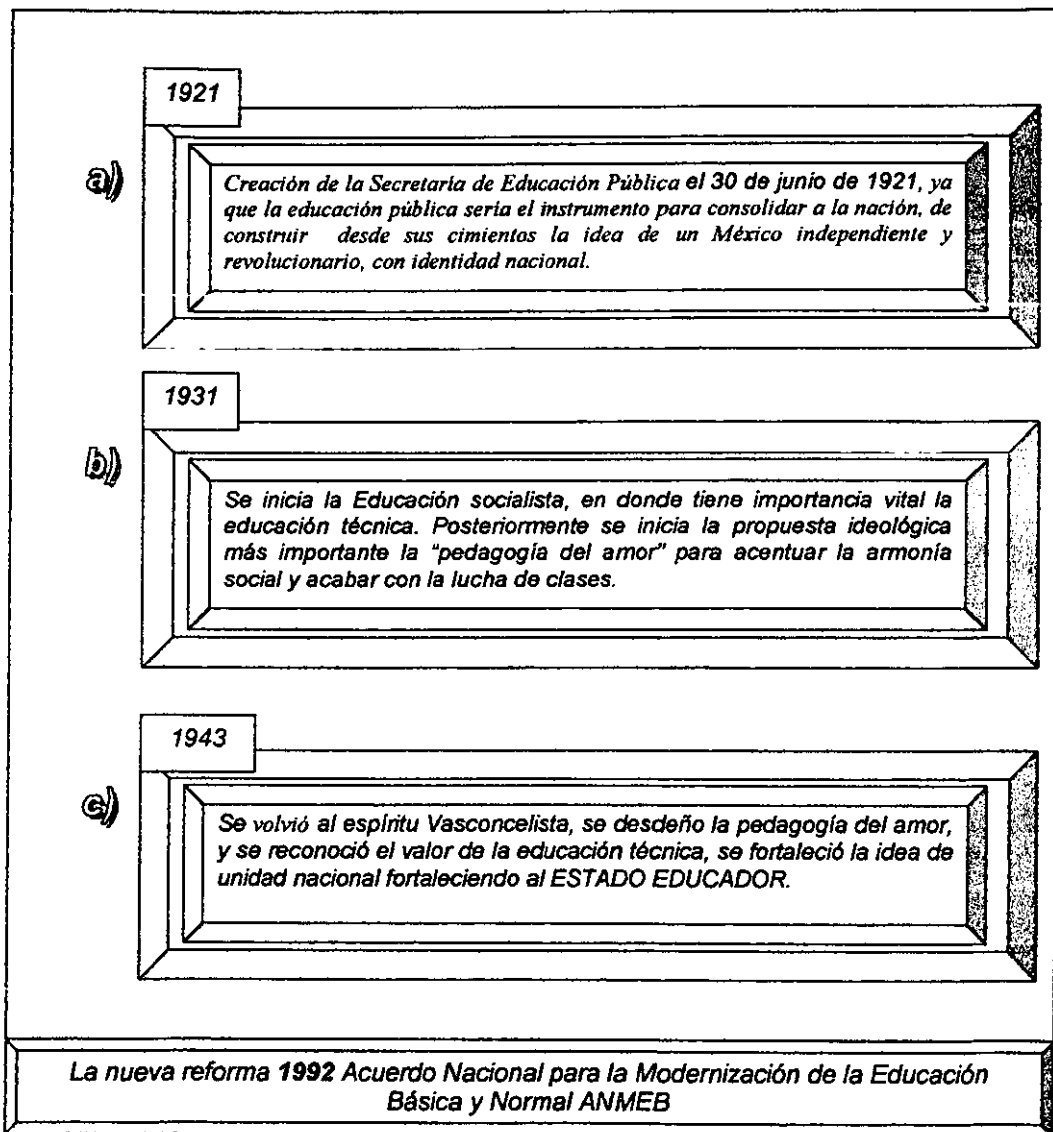 1921
a)
Creación de la Secretaría de Educación Pública el 30 de junio de 1921, ya
que la educación pública sería el instrumento para consolidar a la nación, de
construir desde sus cimientos la idea de un México independiente y
revolucionario, con identidad nacional.
1931
b)
Se inicia la Educación socialista, en donde tiene importancia vital la
educación técnica. Posteriormente se inicia la propuesta ideológica
más importante la "pedagogía del amor" para acentuar la armonía
social y acabar con la lucha de clases.
1943
c)
Se volvió al espíritu Vasconcelista, se desdeño la pedagogía del amor,
y se reconoció el valor de la educación técnica, se fortaleció la idea de
unidad nacional fortaleciendo al ESTADO EDUCADOR.
La nueva reforma 1992 Acuerdo Nacional para la Modernización de la Educación
Básica y Normal ANMEB